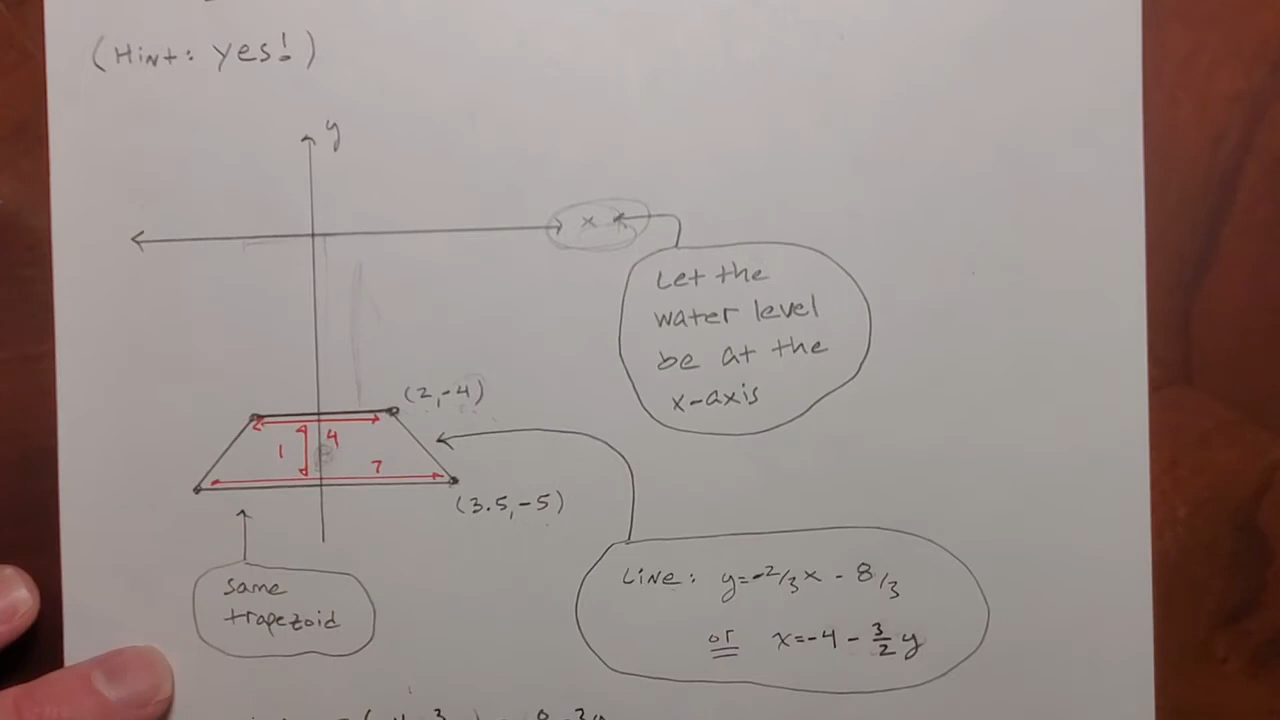 (Hint: yes!)
y
x
Let the
water level
be at the
x-axis
(2,-4)
4
1
7
(3.5,-5)
Same
trapezoid
Line: y=-2/3x - 8/3
or x=-4 - 3/2 y